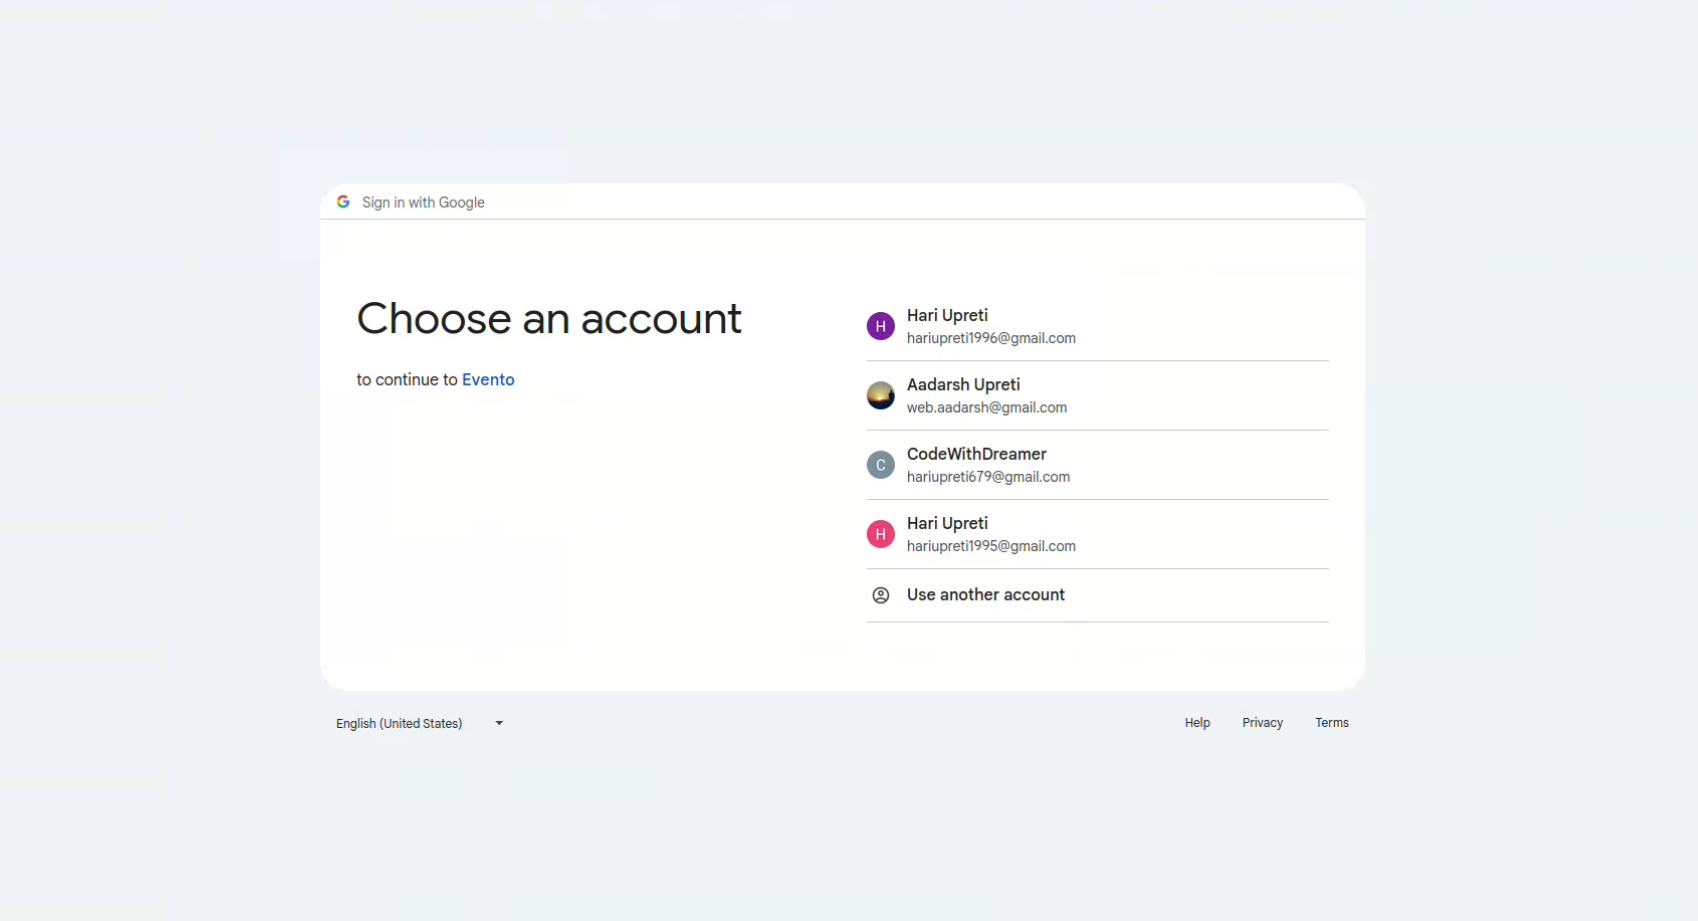 Sign in with Google
Choose an account
to continue to Evento
H
Hari Upreti
hariupreti1996@gmail.com
Aadarsh Upreti
web.aadarsh@gmail.com
C
CodeWithDreamer
hariupreti679@gmail.com
H
Hari Upreti
hariupreti1995@gmail.com
Use another account
English (United States)
Help Privacy Terms